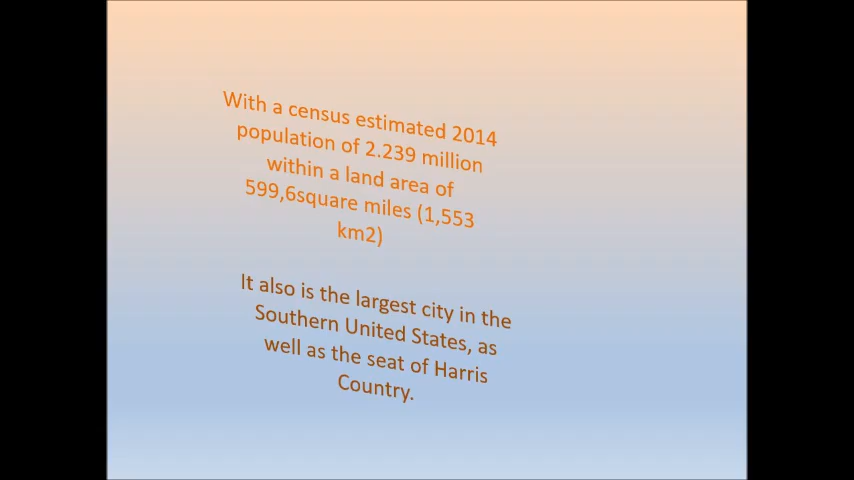 With a census estimated 2014
population of 2.239 million
within a land area of
599,6square miles (1,553
km2)
It also is the largest city in the
Southern United States, as
well as the seat of Harris
Country.